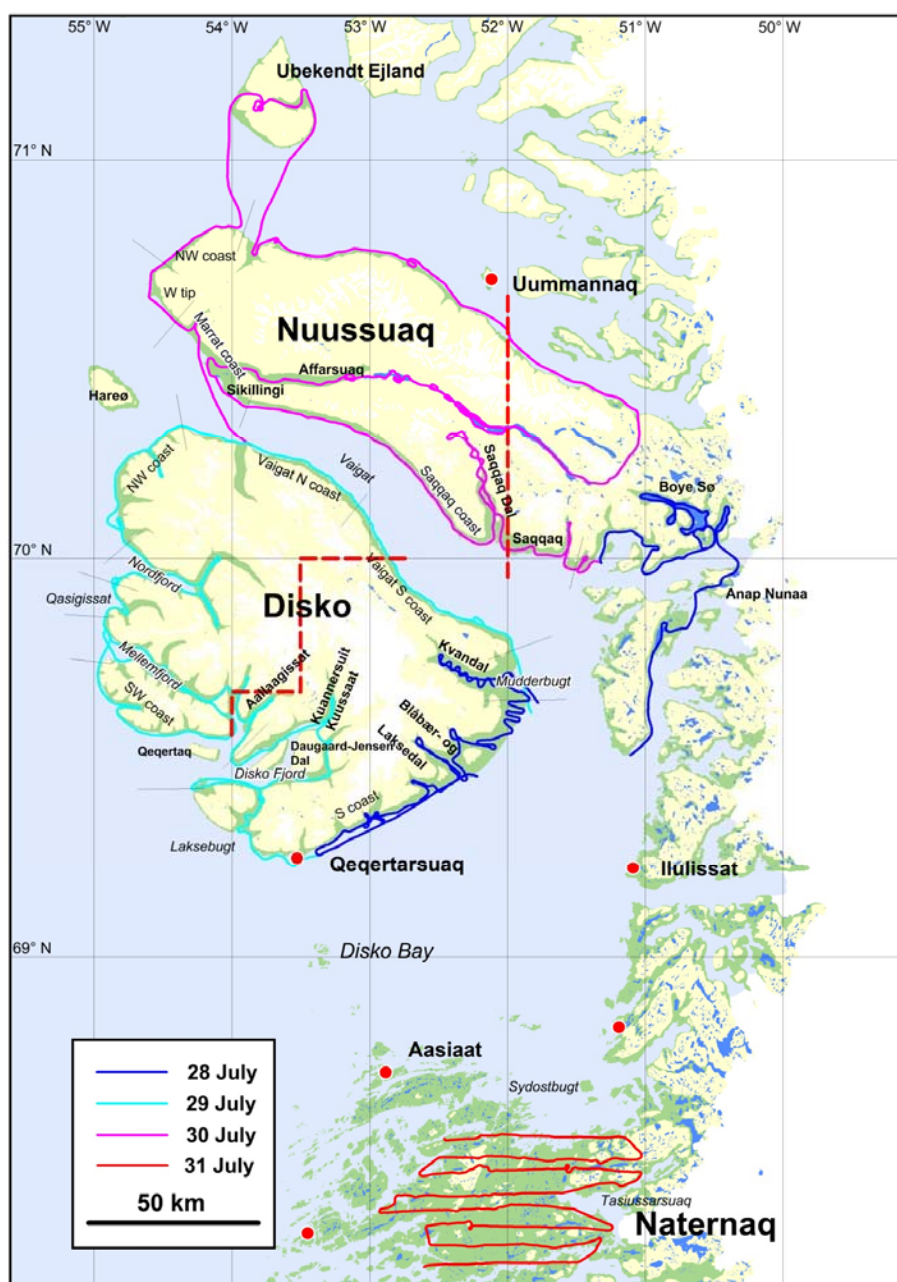 55°W
54°W
53°W
52°W
51°W
50°W
Ubekendt Ejland
71° N
NW coast
Uummannaq
W tip
Nuussuaq
Marrat coast
Affarsuaq
Sikillingi
Hareø
Saqqaq Dal
NW coast
Vaigat N coast
Vaigat
Saqqaq coast
Boye Sø
Saqqaq
70° N
Nordfjord
Vaigat S coast
Qasigissat
Disko
Anap Nunaa
Kvandal
Mellemfjord
Aallaagissat
Kuannersuit
Kuussuaat
Mudderbugt
SW coast
Blåbær- og
Laksedal
Qeqertaq
Daugaard-Jensen
Dal
Disko Fjord
S coast
Laksebugt
Qeqertarsuaq
Ilulissat
69° N
Disko Bay
Aasiaat
Sydostbugt
28 July
29 July
30 July
31 July
50 km
Tasiussarsuaq
Naternaq